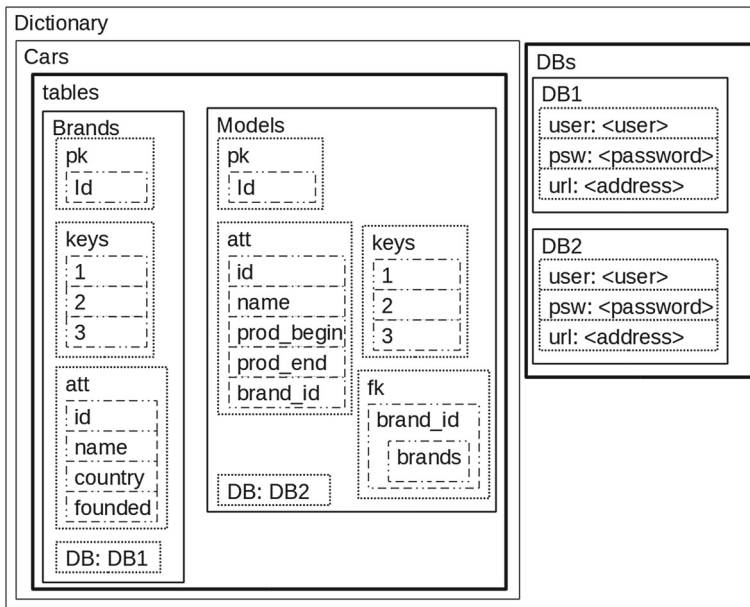 Dictionary
Cars
tables
Brands
pk
Id
keys
1
2
3
att
id
name
country
founded
DB: DB1
Models
pk
Id
att
id
name
prod_begin
prod_end
brand_id
keys
1
2
3
fk
brand_id
brands
DB: DB2
DBs
DB1
user: <user>
psw: <password>
url: <address>
DB2
user: <user>
psw: <password>
url: <address>